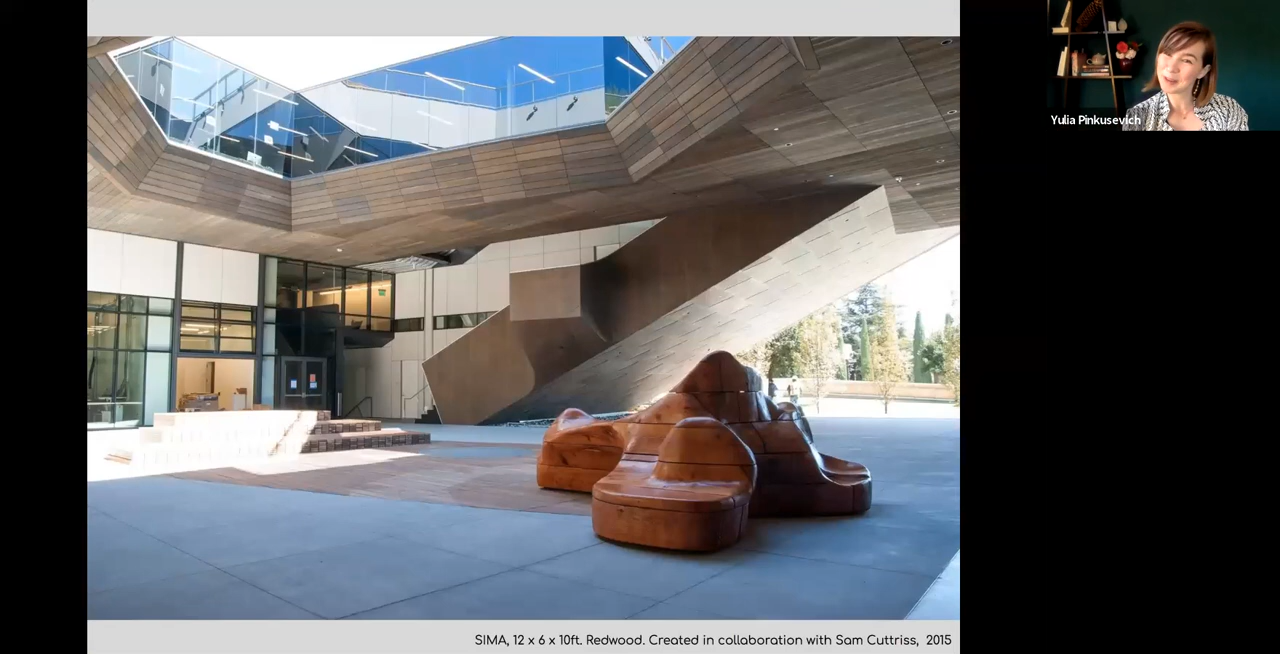 Yulia Pinkusevich
SIMA, 12 x 6 x 10ft. Redwood. Created in collaboration with Sam Cuttriss, 2015